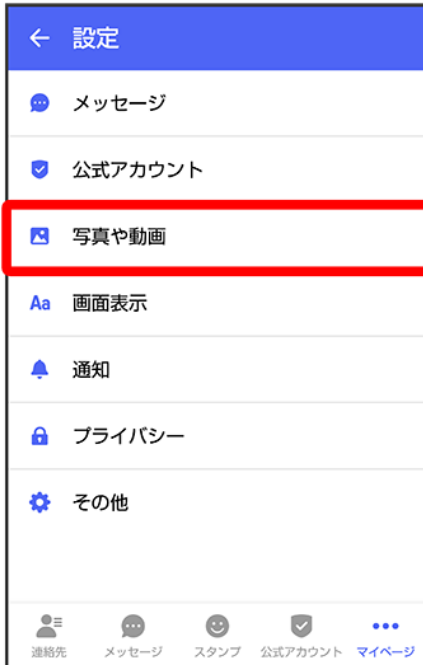 設定
メッセージ
公式アカウント
写真や動画
Aa 画面表示
通知
プライバシー
その他
連絡先 メッセージ スタンプ 公式アカウント マイページ